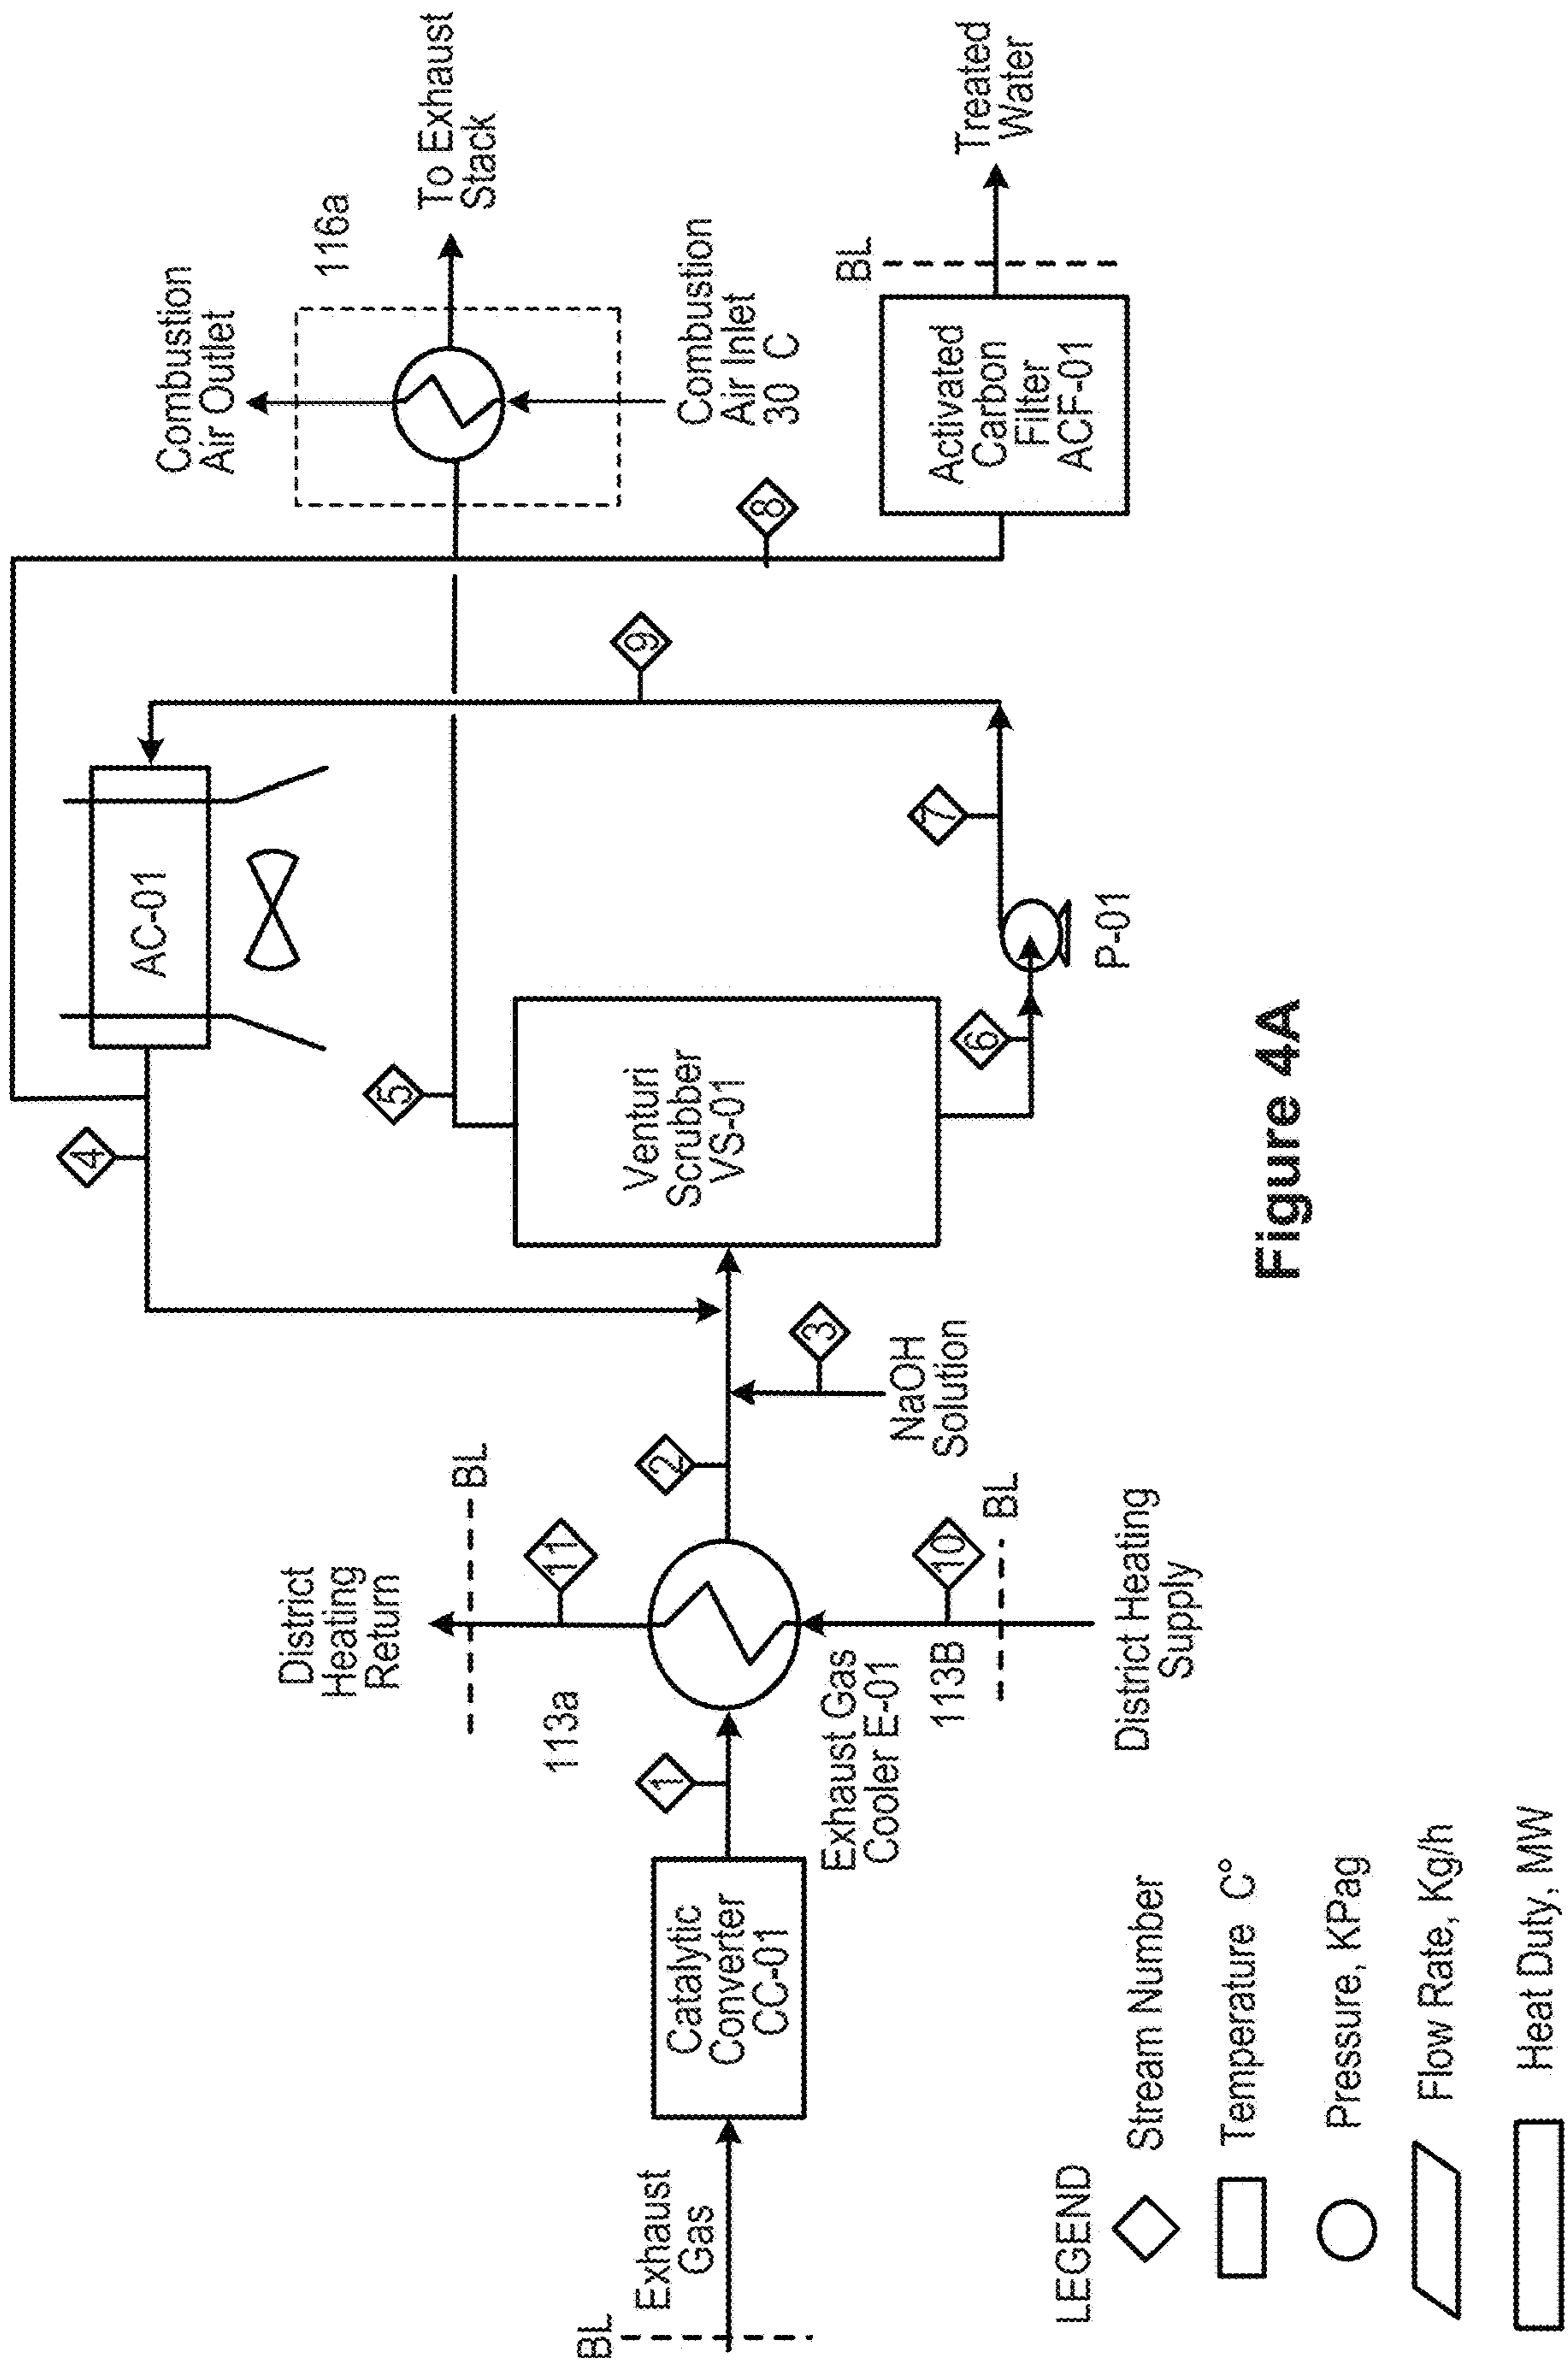 Combustion
Air Outlet
116a
To Exhaust
Stack
Combustion
Air Inlet
30 C
AC-01
4
5
9
8
BL
Activated
Carbon
Filter
ACF-01
Treated
Water
Venturi
Scrubber
VS-01
6
7
P-01
District
Heating
Return
BL
11
113a
2
3
NaOH
Solution
10
BL
113B
District Heating
Supply
Exhaust Gas
Cooler E-01
1
Catalytic
Converter
CC-01
BL
Exhaust
Gas
LEGEND
Stream Number
Temperature C°
Pressure, KPag
Flow Rate, Kg/h
Heat Duty, MW
Figure 4A